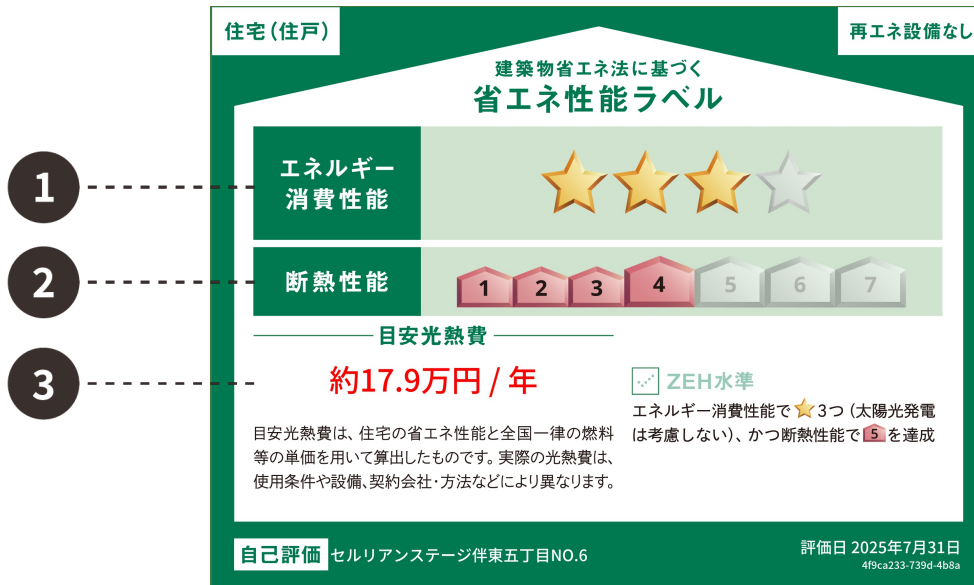 住宅(住戸)
再エネ設備なし
建築物省エネ法に基づく
省エネ性能ラベル
1
エネルギー
消費性能
2
断熱性能
1 2 3 4 5 6 7
3
目安光熱費
約17.9万円 / 年
目安光熱費は、住宅の省エネ性能と全国一律の燃料
等の単価を用いて算出したものです。実際の光熱費は、
使用条件や設備、契約会社・方法などにより異なります。
ZEH水準
エネルギー消費性能で 3つ (太陽光発電
は考慮しない)、かつ断熱性能で 5 を達成
自己評価 セルリアンステージ伴東五丁目NO.6
評価日 2025年7月31日
4f9ca233-739d-4b8a